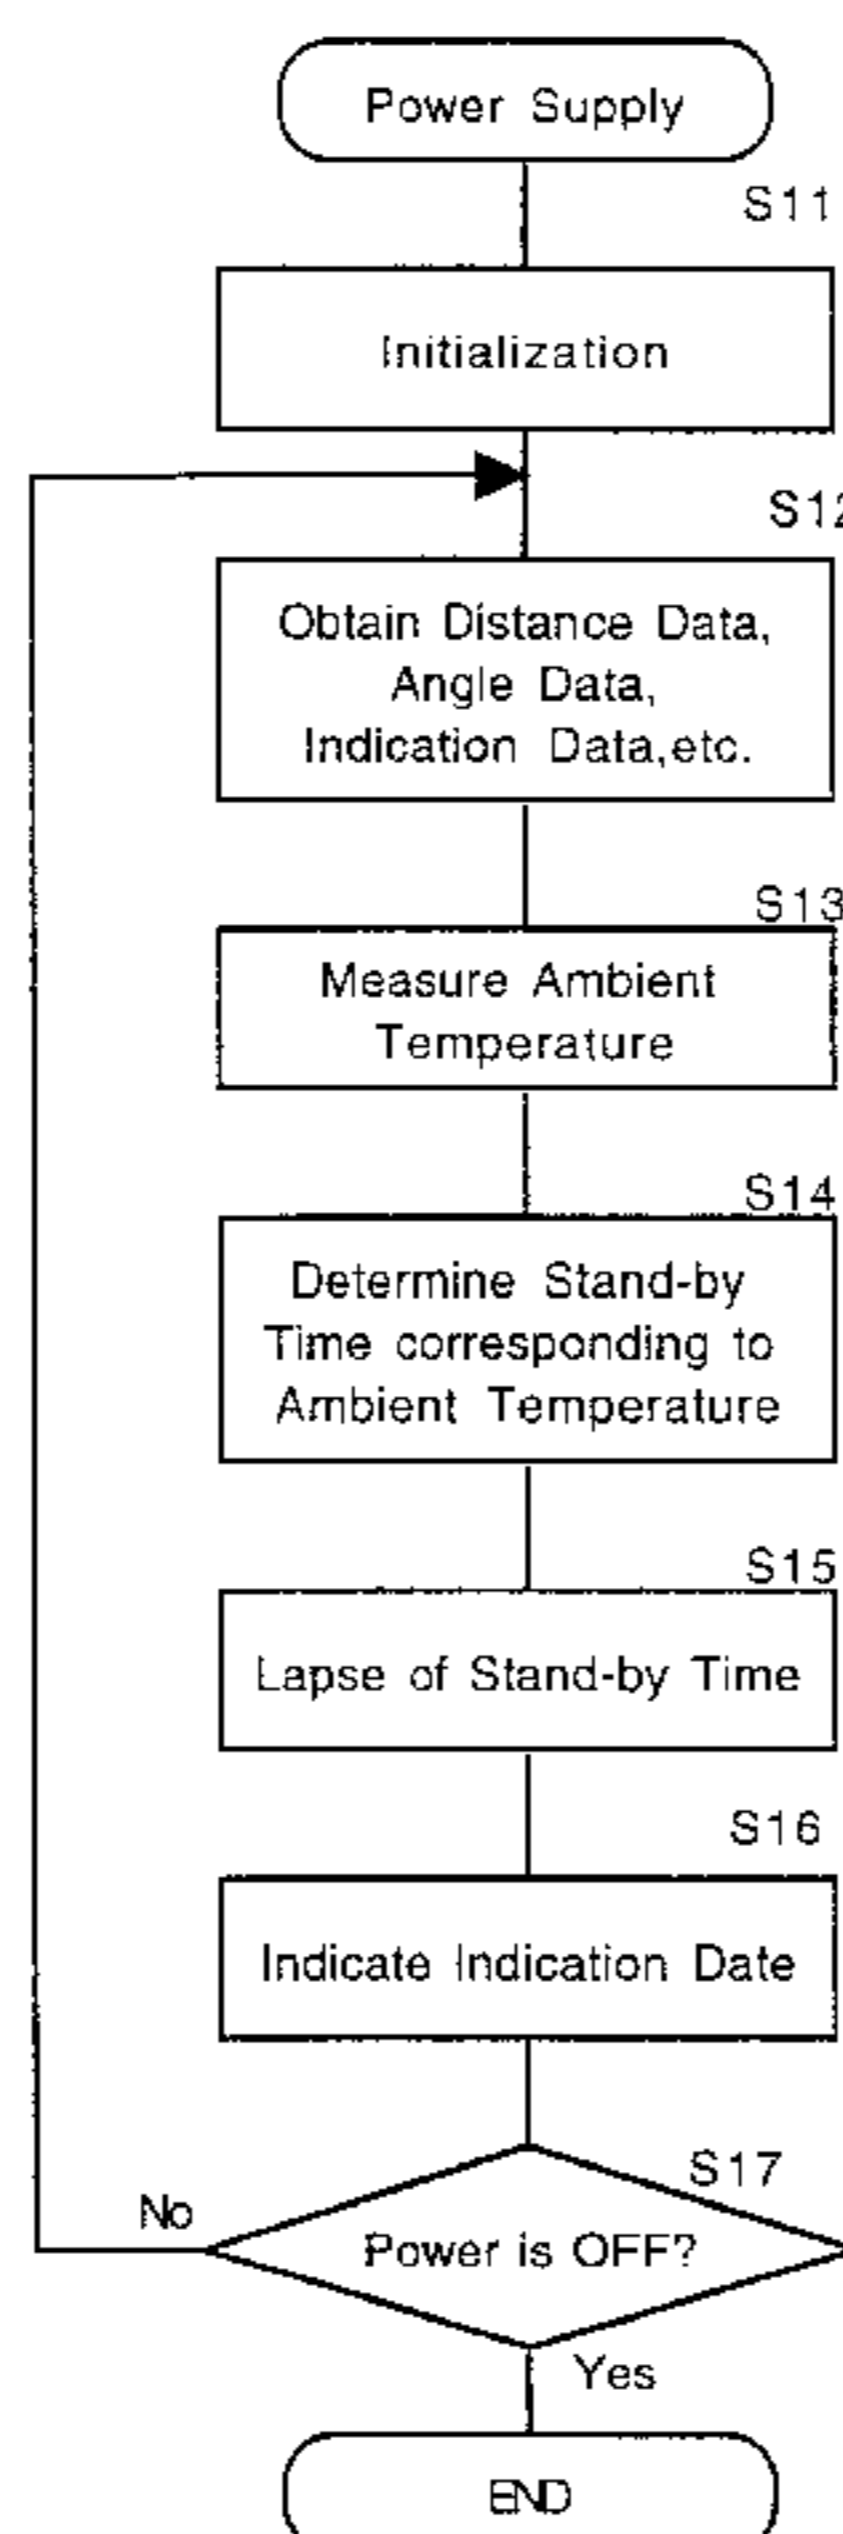 Power Supply
S11
Initialization
S12
Obtain Distance Data,
Angle Data,
Indication Data,etc.
S13
Measure Ambient
Temperature
S14
Determine Stand-by
Time corresponding to
Ambient Temperature
S15
Lapse of Stand-by Time
S16
Indicate Indication Date
S17
No
Power is OFF?
Yes
END